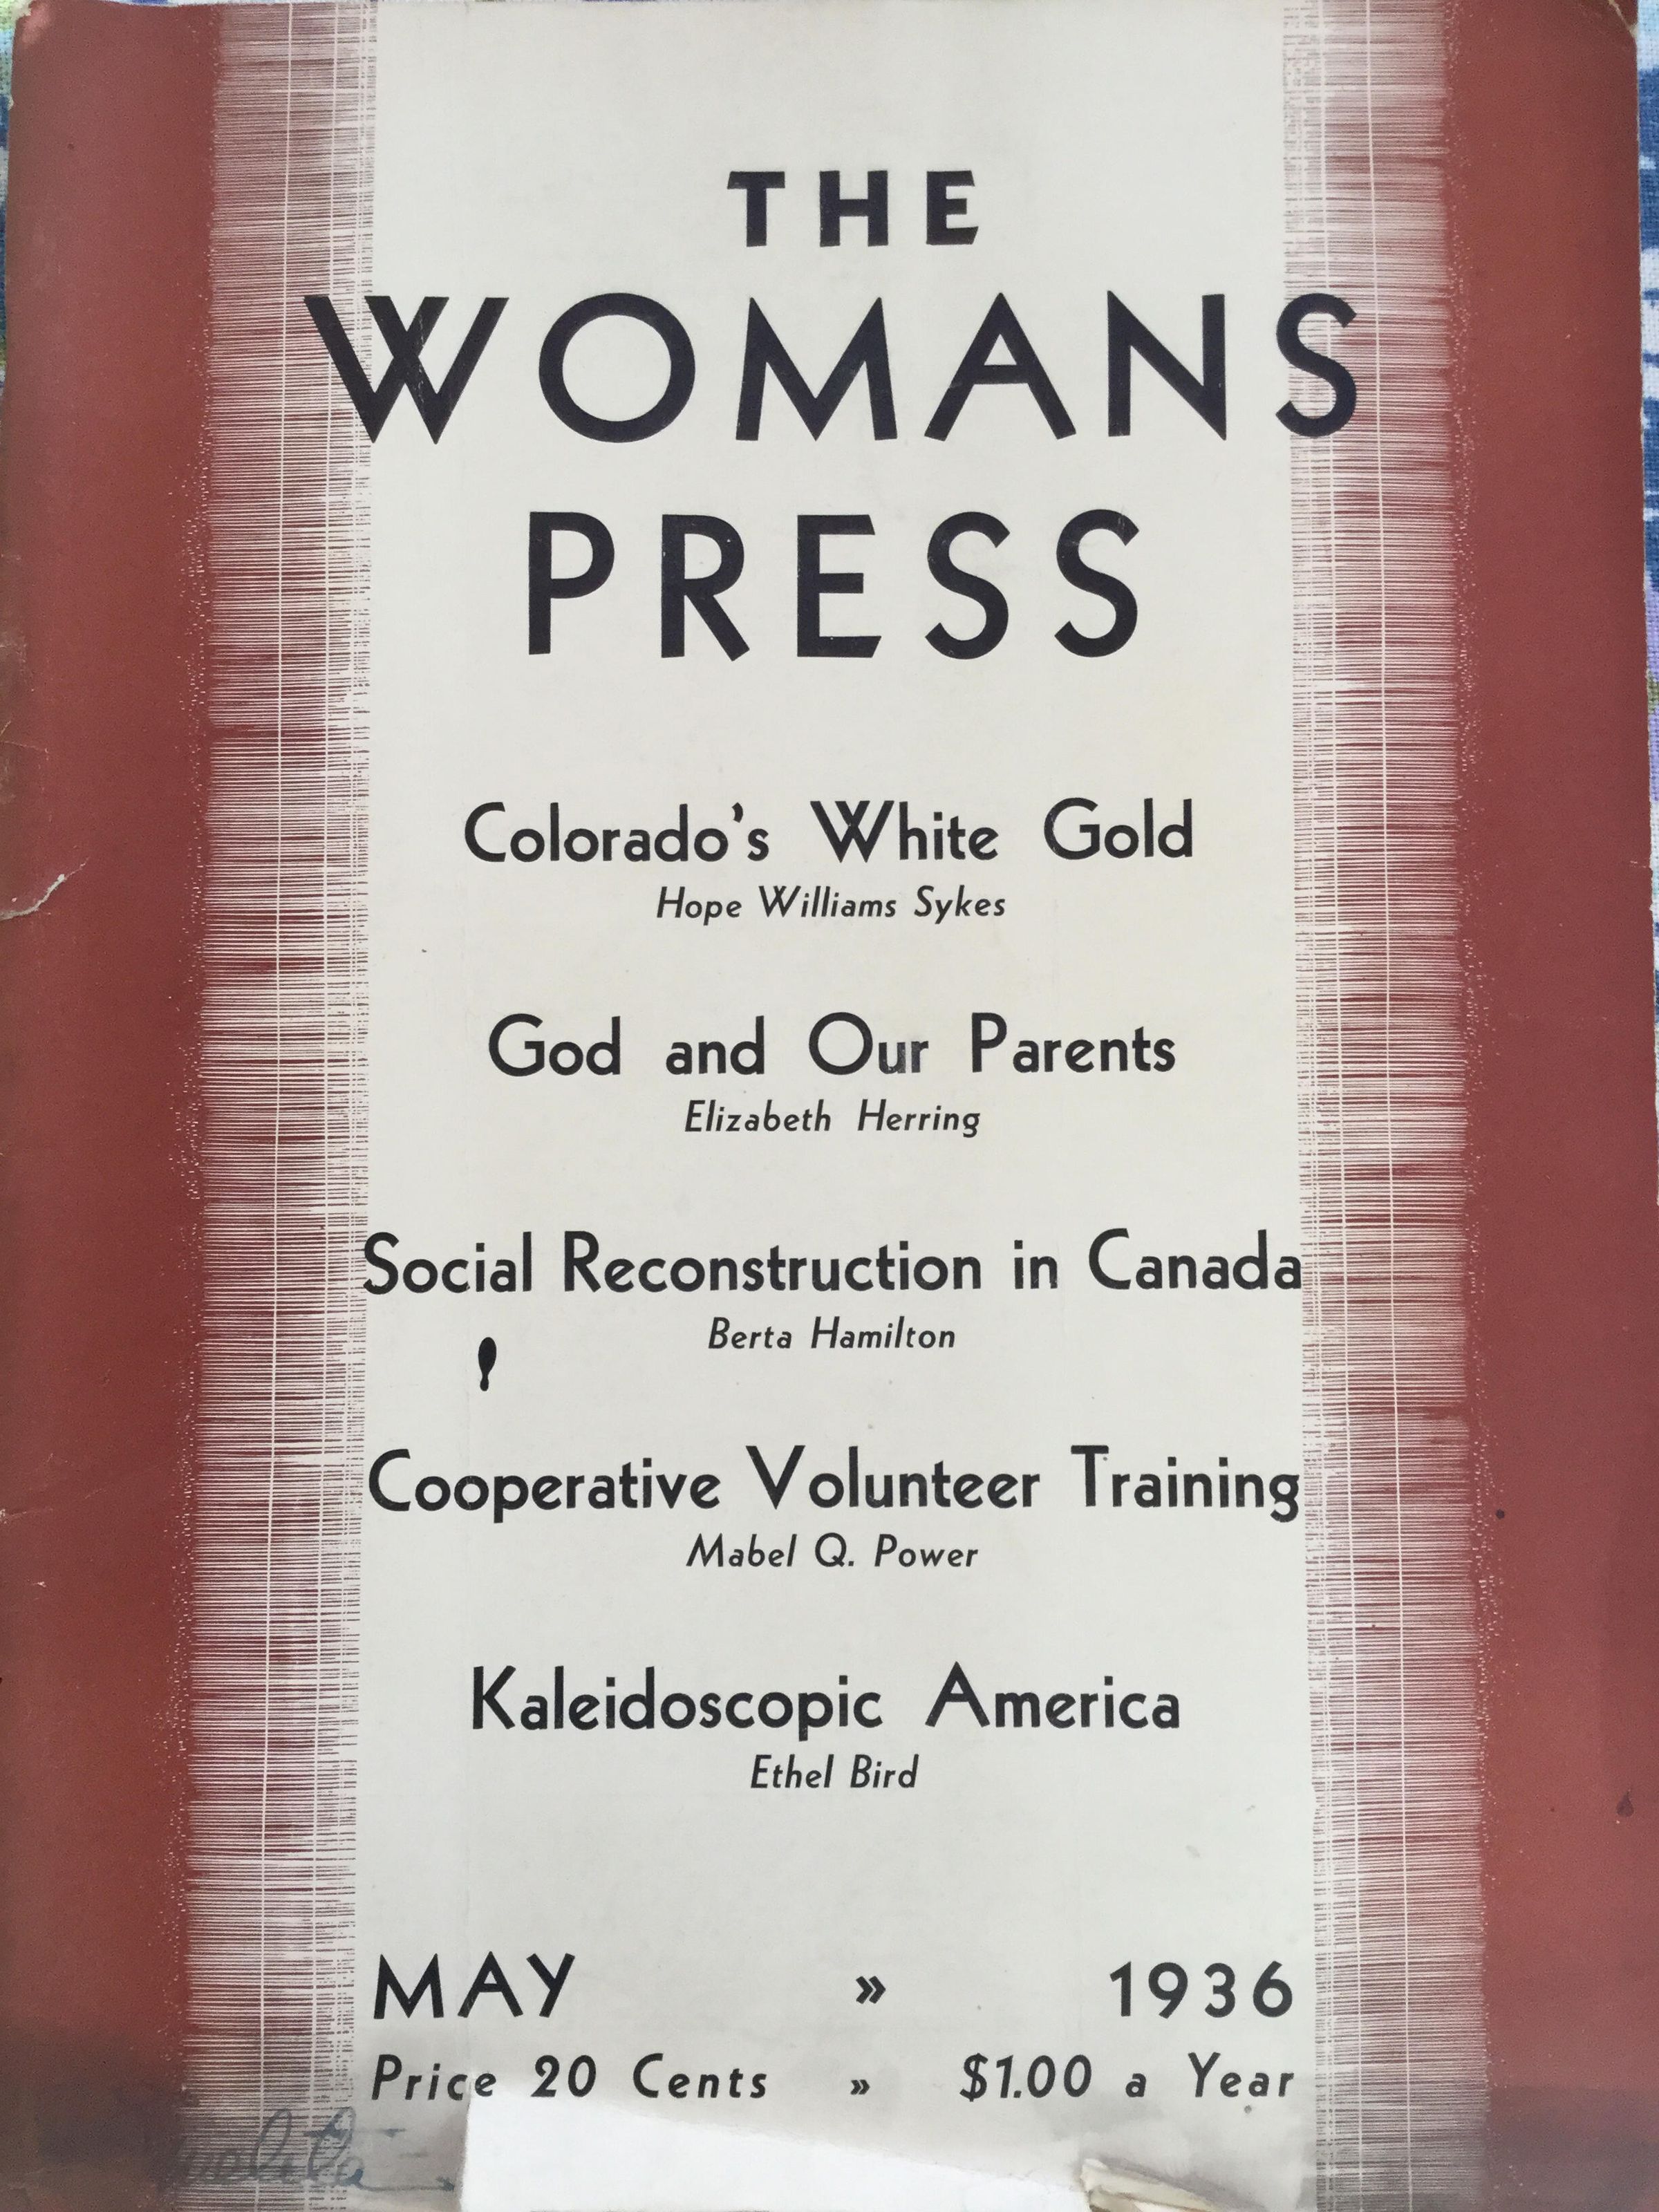 THE
WOMANS
PRESS
Colorado's White Gold
Hope Williams Sykes
God and Our Parents
Elizabeth Herring
Social Reconstruction in Canada
Berta Hamilton
Cooperative Volunteer Training
Mabel Q. Power
Kaleidoscopic America
Ethel Bird
MAY » 1936
Price 20 Cents » $1.00 a Year